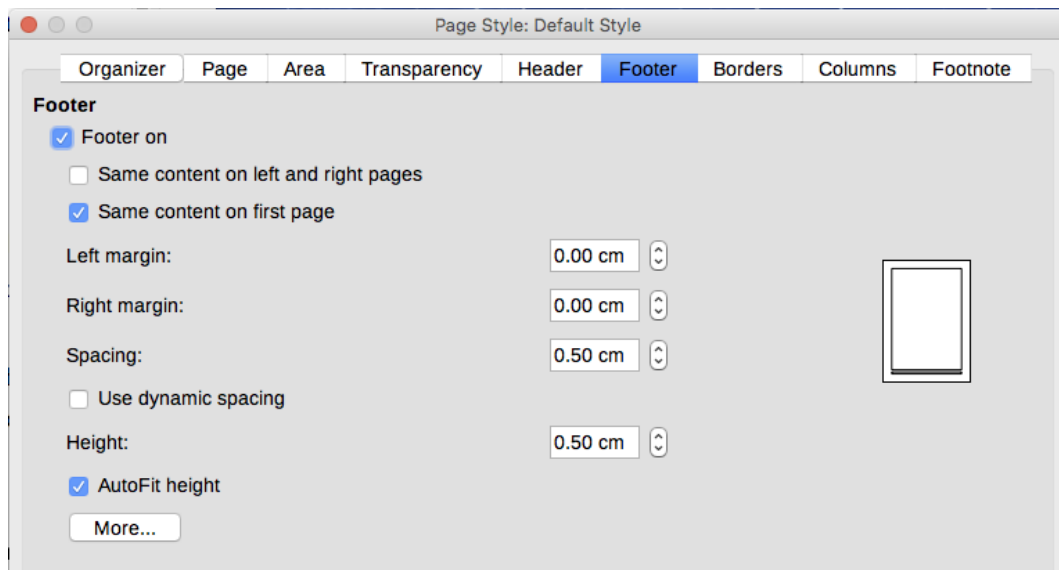 Page Style: Default Style
Organizer Page Area Transparency Header Footer Borders Columns Footnote
Footer
Footer on
Same content on left and right pages
Same content on first page
Left margin: 0.00 cm
Right margin: 0.00 cm
Spacing: 0.50 cm
Use dynamic spacing
Height: 0.50 cm
AutoFit height
More...